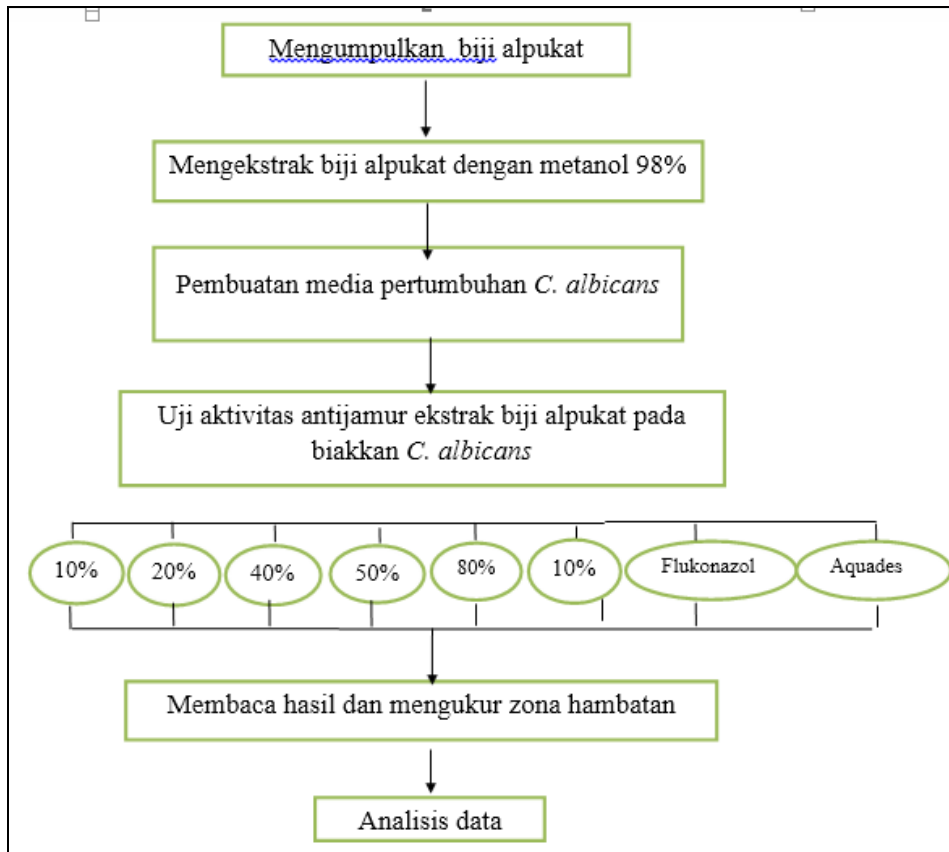 Mengumpulkan biji alpukat
Mengekstrak biji alpukat dengan metanol 98%
Pembuatan media pertumbuhan C. albicans
Uji aktivitas antijamur ekstrak biji alpukat pada
biakkan C. albicans
10% 20% 40% 50% 80% 10% Flukonazol Aquades
Membaca hasil dan mengukur zona hambatan
Analisis data